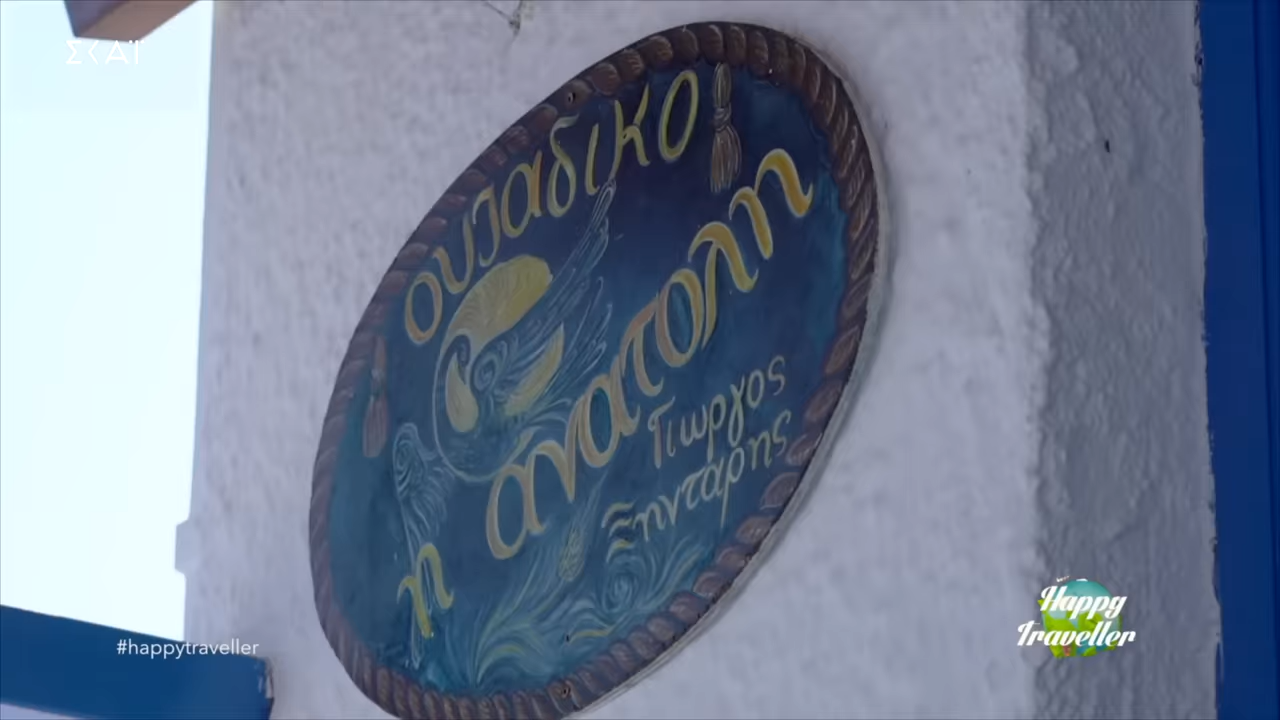 ΣΚΑΪ
ουζαδικο
η ανατολη
Γιωργος
Ξηνταρης
#happytraveller
Happy
Traveller